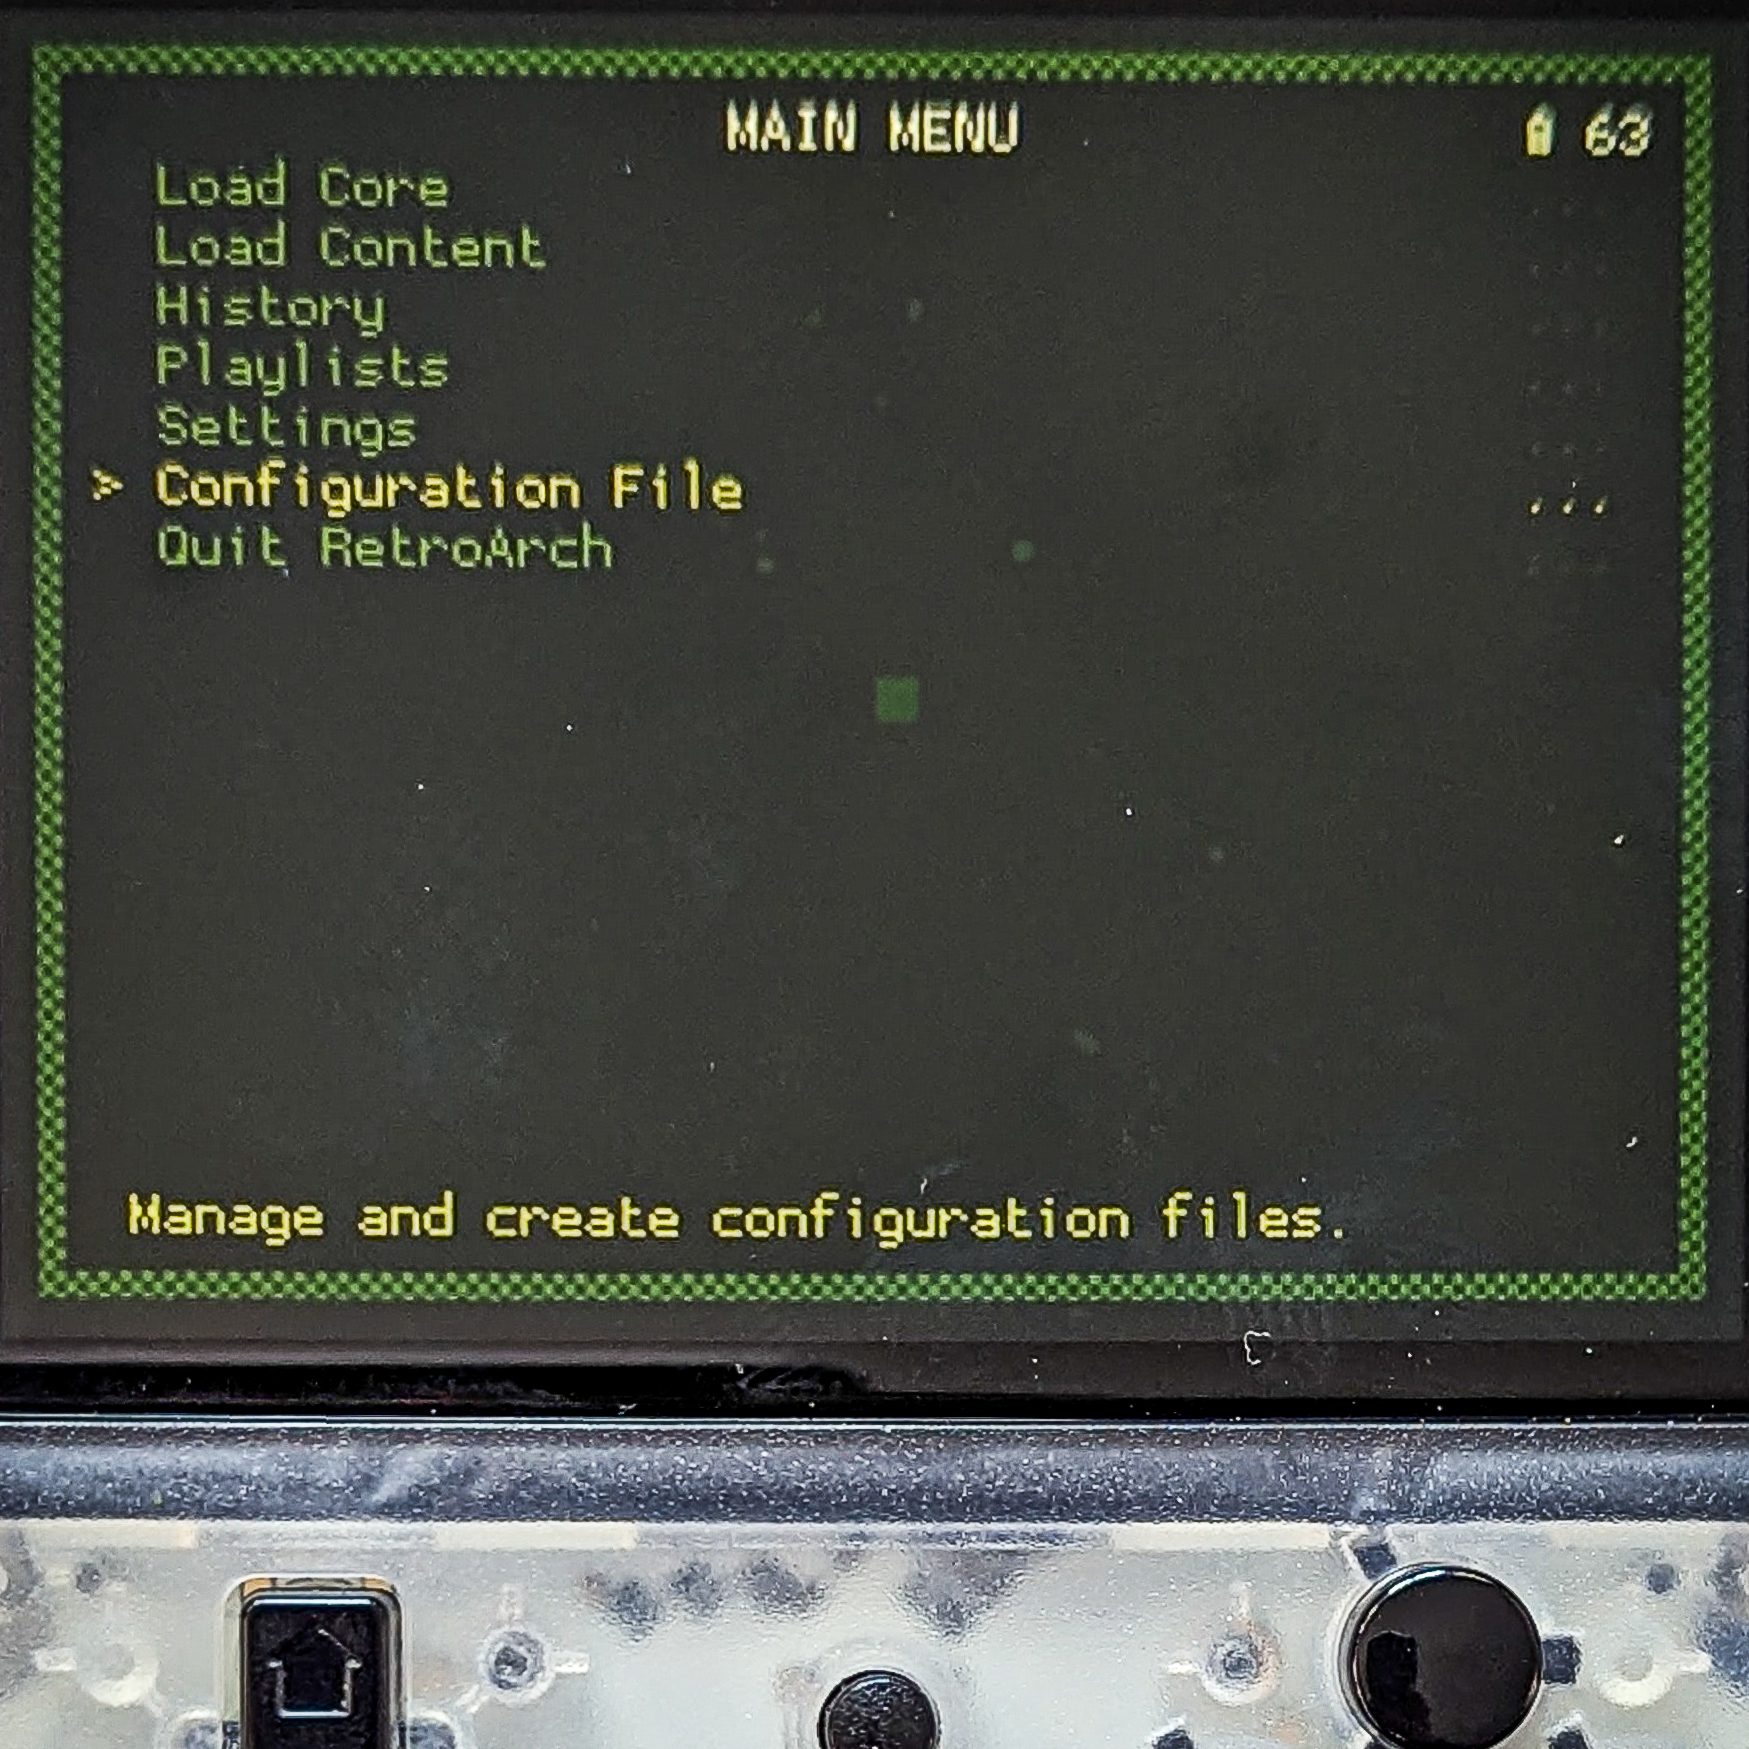 MAIN MENU 63
Load Core ...
Load Content ...
History ...
Playlists ...
Settings ...
> Configuration File ...
Quit RetroArch ...
Manage and create configuration files.